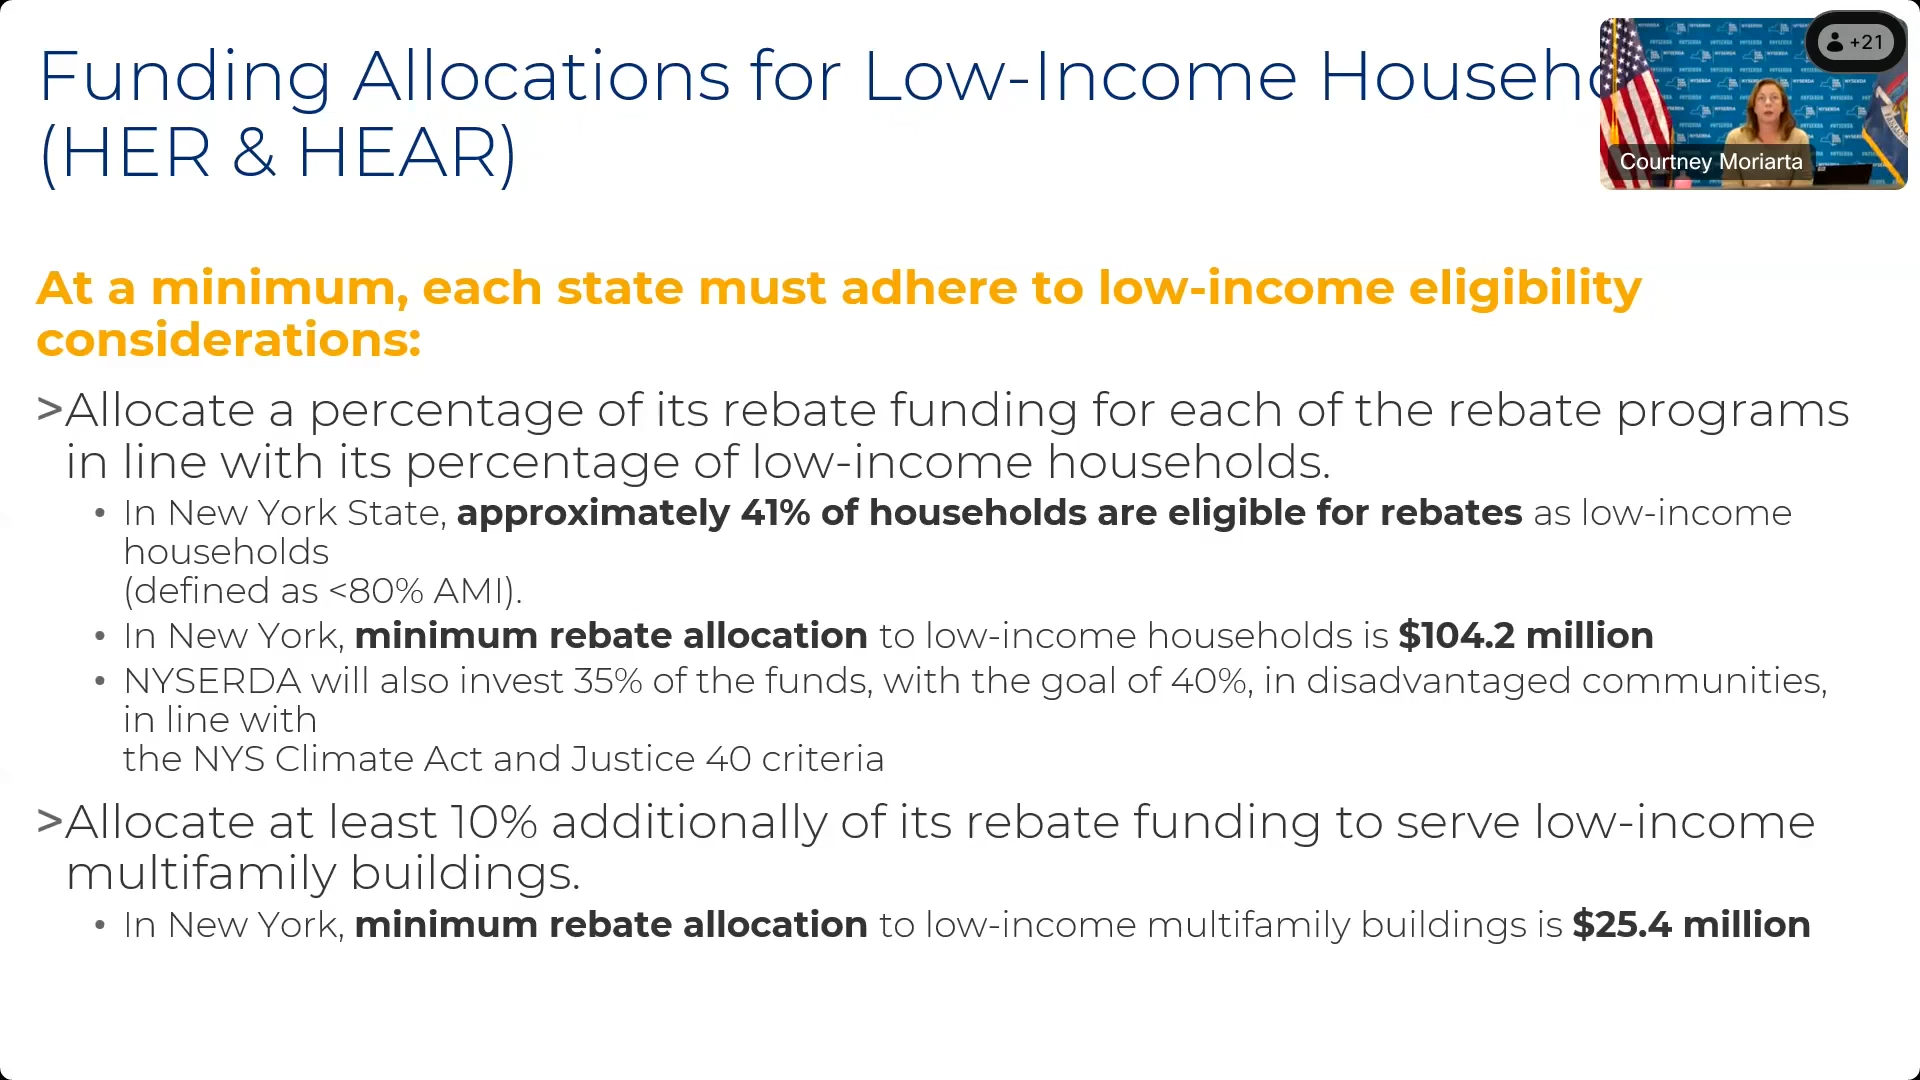 Funding Allocations for Low-Income Househo
(HER & HEAR)
+21
Courtney Moriarta
At a minimum, each state must adhere to low-income eligibility
considerations:
>Allocate a percentage of its rebate funding for each of the rebate programs
in line with its percentage of low-income households.
• In New York State, approximately 41% of households are eligible for rebates as low-income
households
(defined as <80% AMI).
• In New York, minimum rebate allocation to low-income households is $104.2 million
• NYSERDA will also invest 35% of the funds, with the goal of 40%, in disadvantaged communities,
in line with
the NYS Climate Act and Justice 40 criteria
>Allocate at least 10% additionally of its rebate funding to serve low-income
multifamily buildings.
• In New York, minimum rebate allocation to low-income multifamily buildings is $25.4 million